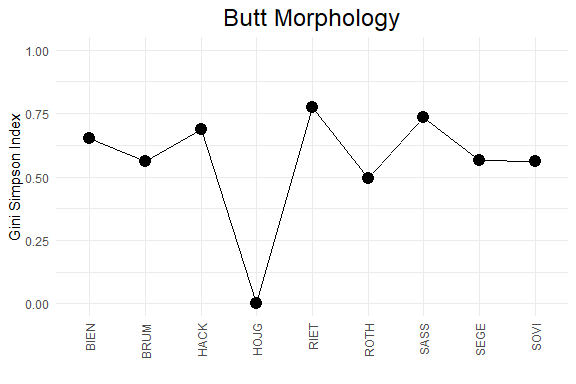 Butt Morphology
Gini Simpson Index
1.00
0.75
0.50
0.25
0.00
BIEN
BRUM
HACK
HOJG
RIET
ROTH
SASS
SEGE
SOVI